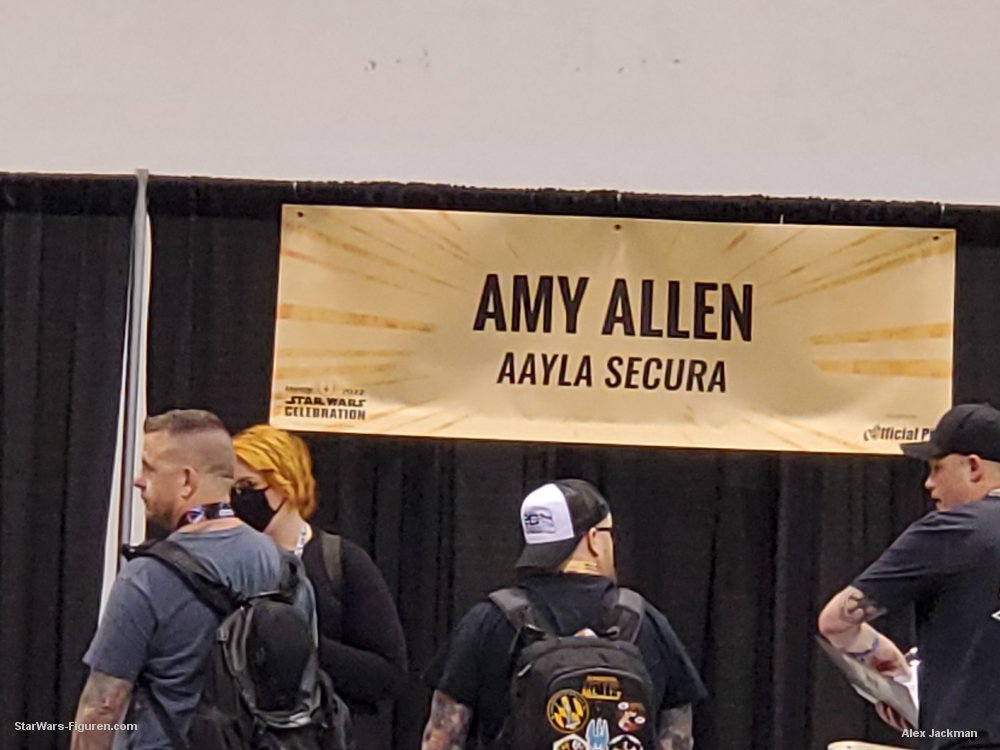 AMY ALLEN
AAYLA SECURA
2022
STAR WARS
CELEBRATION
Official
StarWars-Figuren.com
Alex Jackman